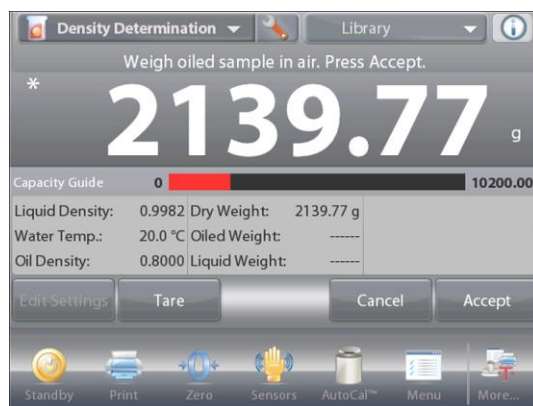 Density Determination Library
Weigh oiled sample in air. Press Accept.
* 2139.77 g
Capacity Guide 0 10200.00
Liquid Density: 0.9982 Dry Weight: 2139.77 g
Water Temp.: 20.0 °C Oiled Weight: ------
Oil Density: 0.8000 Liquid Weight: ------
Edit Settings Tare Cancel Accept
Standby Print Zero Sensors AutoCal™ Menu More...